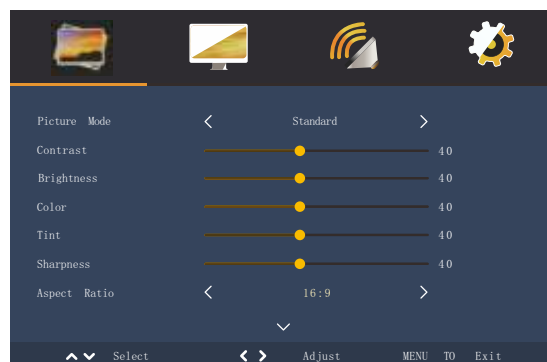 Picture Mode Standard
Contrast 40
Brightness 40
Color 40
Tint 40
Sharpness 40
Aspect Ratio 16:9
Select Adjust MENU TO Exit